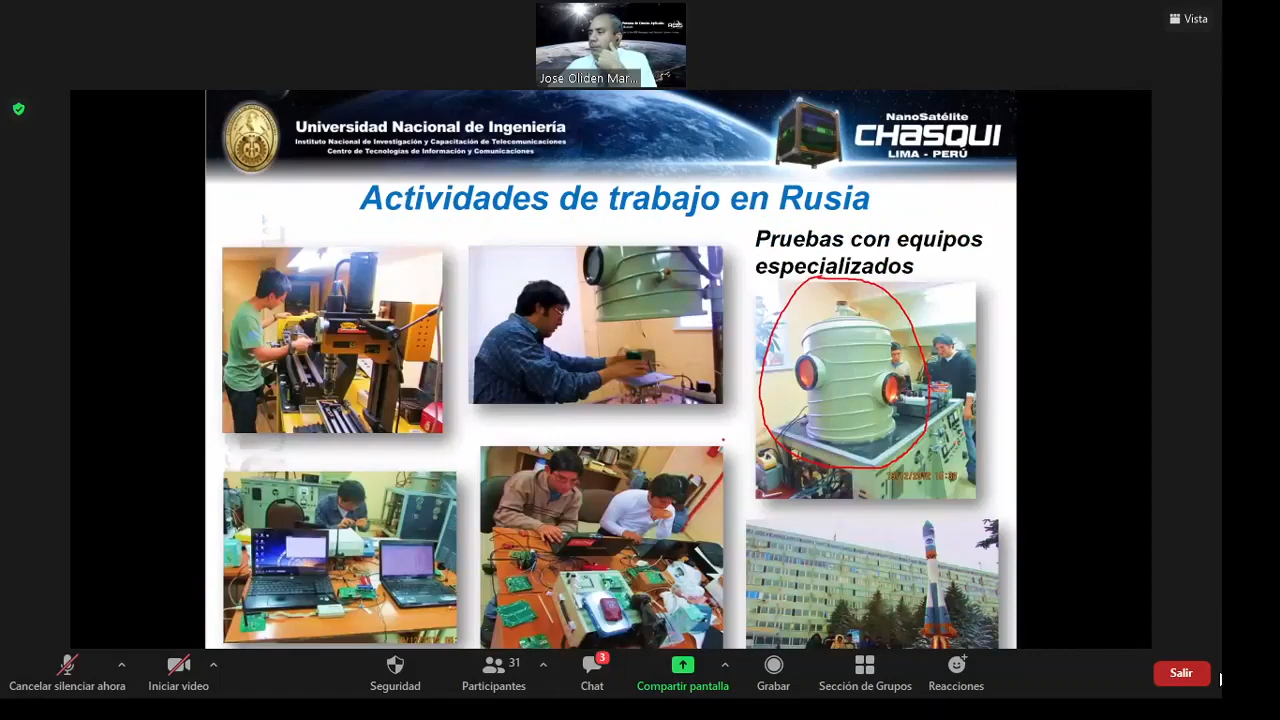 Vista
Jose Oliden Mar...
Universidad Nacional de Ingeniería
Instituto Nacional de Investigación y Capacitación de Telecomunicaciones
Centro de Tecnologías de Información y Comunicaciones
NanoSatélite
CHASQUI
LIMA - PERÚ
Actividades de trabajo en Rusia
Pruebas con equipos
especializados
Cancelar silenciar ahora
Iniciar video
Seguridad
31
Participantes
3
Chat
Compartir pantalla
Grabar
Sección de Grupos
Reacciones
Salir